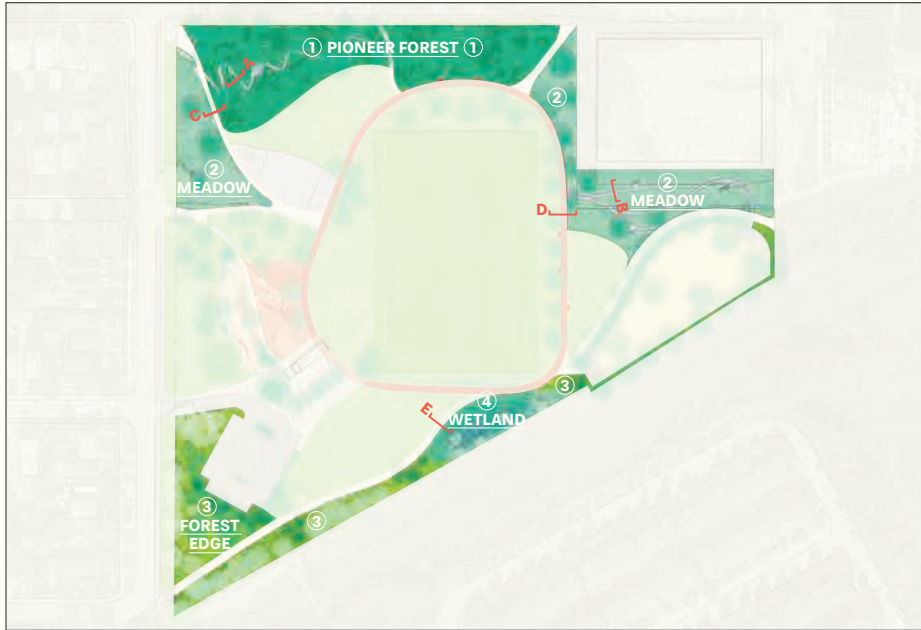 ① PIONEER FOREST ①
A
C
②
②
MEADOW
②
MEADOW
B
D
③
E
④
WETLAND
③
FOREST
EDGE
③